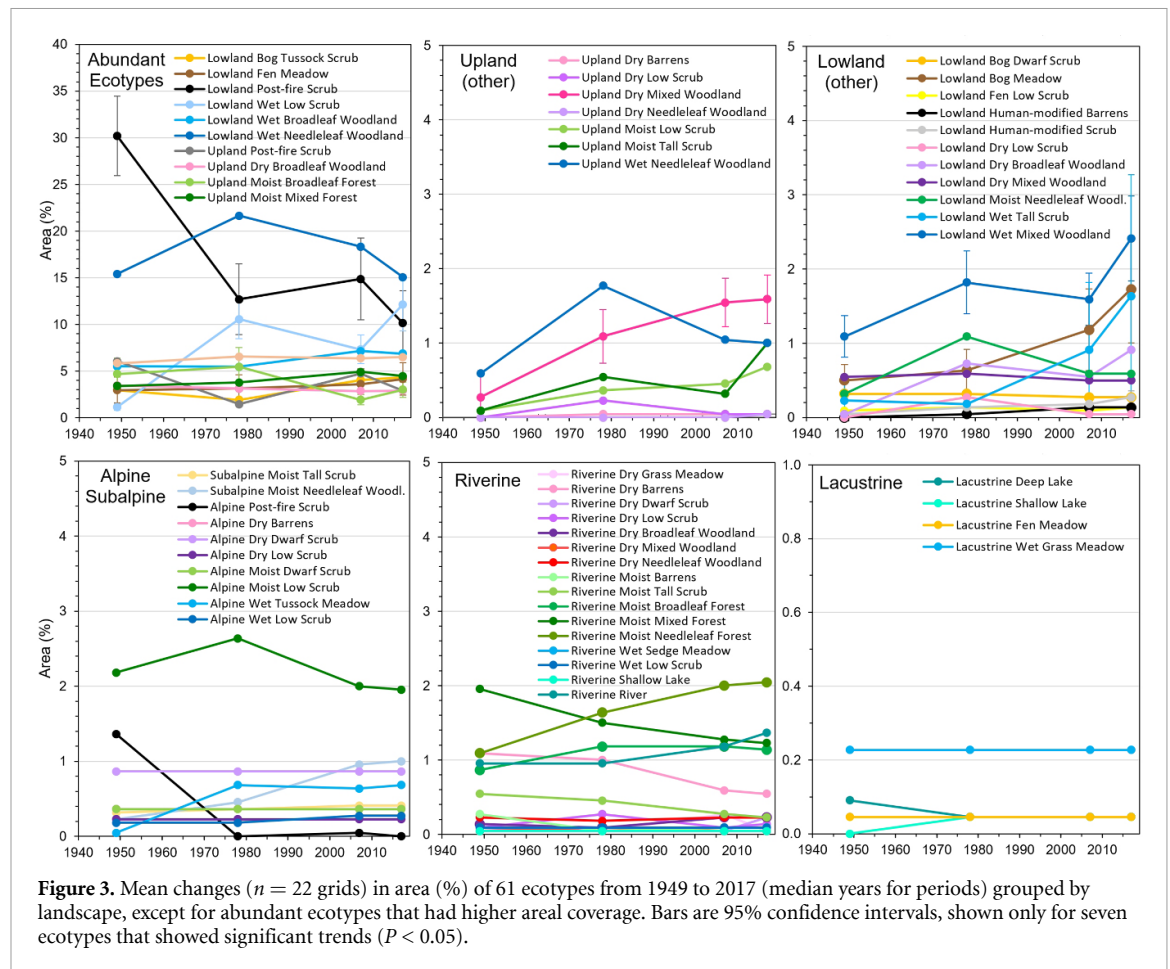 Abundant
Ecotypes
Lowland Bog Tussock Scrub
Lowland Fen Meadow
Lowland Post-fire Scrub
Lowland Wet Low Scrub
Lowland Wet Broadleaf Woodland
Lowland Wet Needleleaf Woodland
Upland Post-fire Scrub
Upland Dry Broadleaf Woodland
Upland Moist Broadleaf Forest
Upland Moist Mixed Forest
Area (%)
40
35
30
25
20
15
10
5
0
1940 1950 1960 1970 1980 1990 2000 2010
Upland
(other)
Upland Dry Barrens
Upland Dry Low Scrub
Upland Dry Mixed Woodland
Upland Dry Needleleaf Woodland
Upland Moist Low Scrub
Upland Moist Tall Scrub
Upland Wet Needleleaf Woodland
5
4
3
2
1
0
1940 1950 1960 1970 1980 1990 2000 2010
Lowland
(other)
Lowland Bog Dwarf Scrub
Lowland Bog Meadow
Lowland Fen Low Scrub
Lowland Human-modified Barrens
Lowland Human-modified Scrub
Lowland Dry Low Scrub
Lowland Dry Broadleaf Woodland
Lowland Dry Mixed Woodland
Lowland Moist Needleleaf Woodl.
Lowland Wet Tall Scrub
Lowland Wet Mixed Woodland
5
4
3
2
1
0
1940 1950 1960 1970 1980 1990 2000 2010
Alpine
Subalpine
Subalpine Moist Tall Scrub
Subalpine Moist Needleleaf Woodl.
Alpine Post-fire Scrub
Alpine Dry Barrens
Alpine Dry Dwarf Scrub
Alpine Dry Low Scrub
Alpine Moist Dwarf Scrub
Alpine Moist Low Scrub
Alpine Wet Tussock Meadow
Alpine Wet Low Scrub
Area (%)
5
4
3
2
1
0
1940 1950 1960 1970 1980 1990 2000 2010
Riverine
Riverine Dry Grass Meadow
Riverine Dry Barrens
Riverine Dry Dwarf Scrub
Riverine Dry Low Scrub
Riverine Dry Broadleaf Woodland
Riverine Dry Mixed Woodland
Riverine Dry Needleleaf Woodland
Riverine Moist Barrens
Riverine Moist Tall Scrub
Riverine Moist Broadleaf Forest
Riverine Moist Mixed Forest
Riverine Moist Needleleaf Forest
Riverine Wet Sedge Meadow
Riverine Wet Low Scrub
Riverine Shallow Lake
Riverine River
5
4
3
2
1
0
1940 1950 1960 1970 1980 1990 2000 2010
Lacustrine
Lacustrine Deep Lake
Lacustrine Shallow Lake
Lacustrine Fen Meadow
Lacustrine Wet Grass Meadow
1.0
0.8
0.6
0.4
0.2
0.0
1940 1950 1960 1970 1980 1990 2000 2010
Figure 3. Mean changes (n = 22 grids) in area (%) of 61 ecotypes from 1949 to 2017 (median years for periods) grouped by
landscape, except for abundant ecotypes that had higher areal coverage. Bars are 95% confidence intervals, shown only for seven
ecotypes that showed significant trends (P < 0.05).